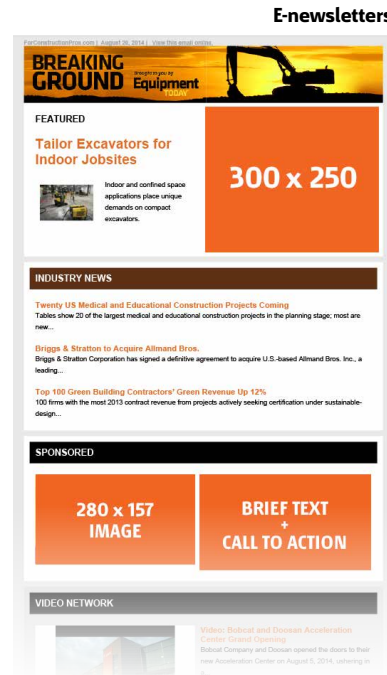 E-newsletters
ForConstructionPros.com | August 26, 2014 | View this email online.
BREAKING
GROUND
Brought to you by
Equipment
TODAY
FEATURED
Tailor Excavators for
Indoor Jobsites
Indoor and confined space
applications place unique
demands on compact
excavators.
300 x 250
INDUSTRY NEWS
Twenty US Medical and Educational Construction Projects Coming
Tables show 20 of the largest medical and educational construction projects in the planning stage; most are
new...
Briggs & Stratton to Acquire Allmand Bros.
Briggs & Stratton Corporation has signed a definitive agreement to acquire U.S.-based Allmand Bros. Inc., a
leading...
Top 100 Green Building Contractors' Green Revenue Up 12%
100 firms with the most 2013 contract revenue from projects actively seeking certification under sustainable-
design...
SPONSORED
280 x 157
IMAGE
BRIEF TEXT
+
CALL TO ACTION
VIDEO NETWORK
Video: Bobcat and Doosan Acceleration
Center Grand Opening
Bobcat Company and Doosan opened the doors to their
new Acceleration Center on August 5, 2014, ushering in